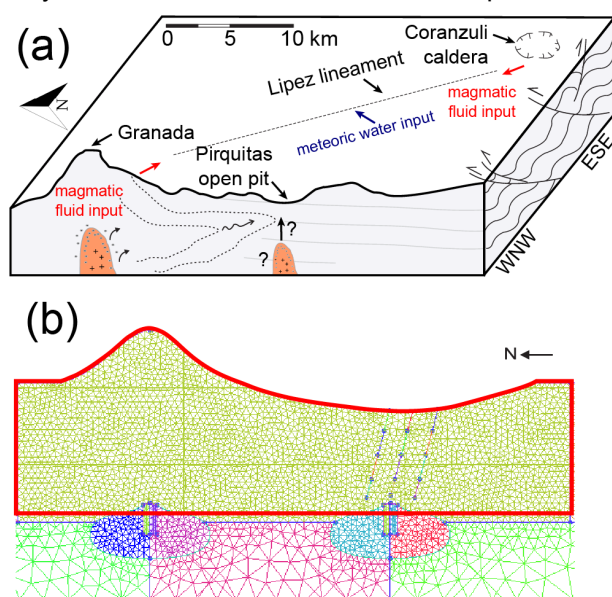 (a)
0 5 10 km
Coranzuli
caldera
Lipez lineament
N
magmatic
fluid input
meteoric water input
Granada
Pirquitas
open pit
magmatic
fluid input
ESE
WNW
?
?
(b)
N